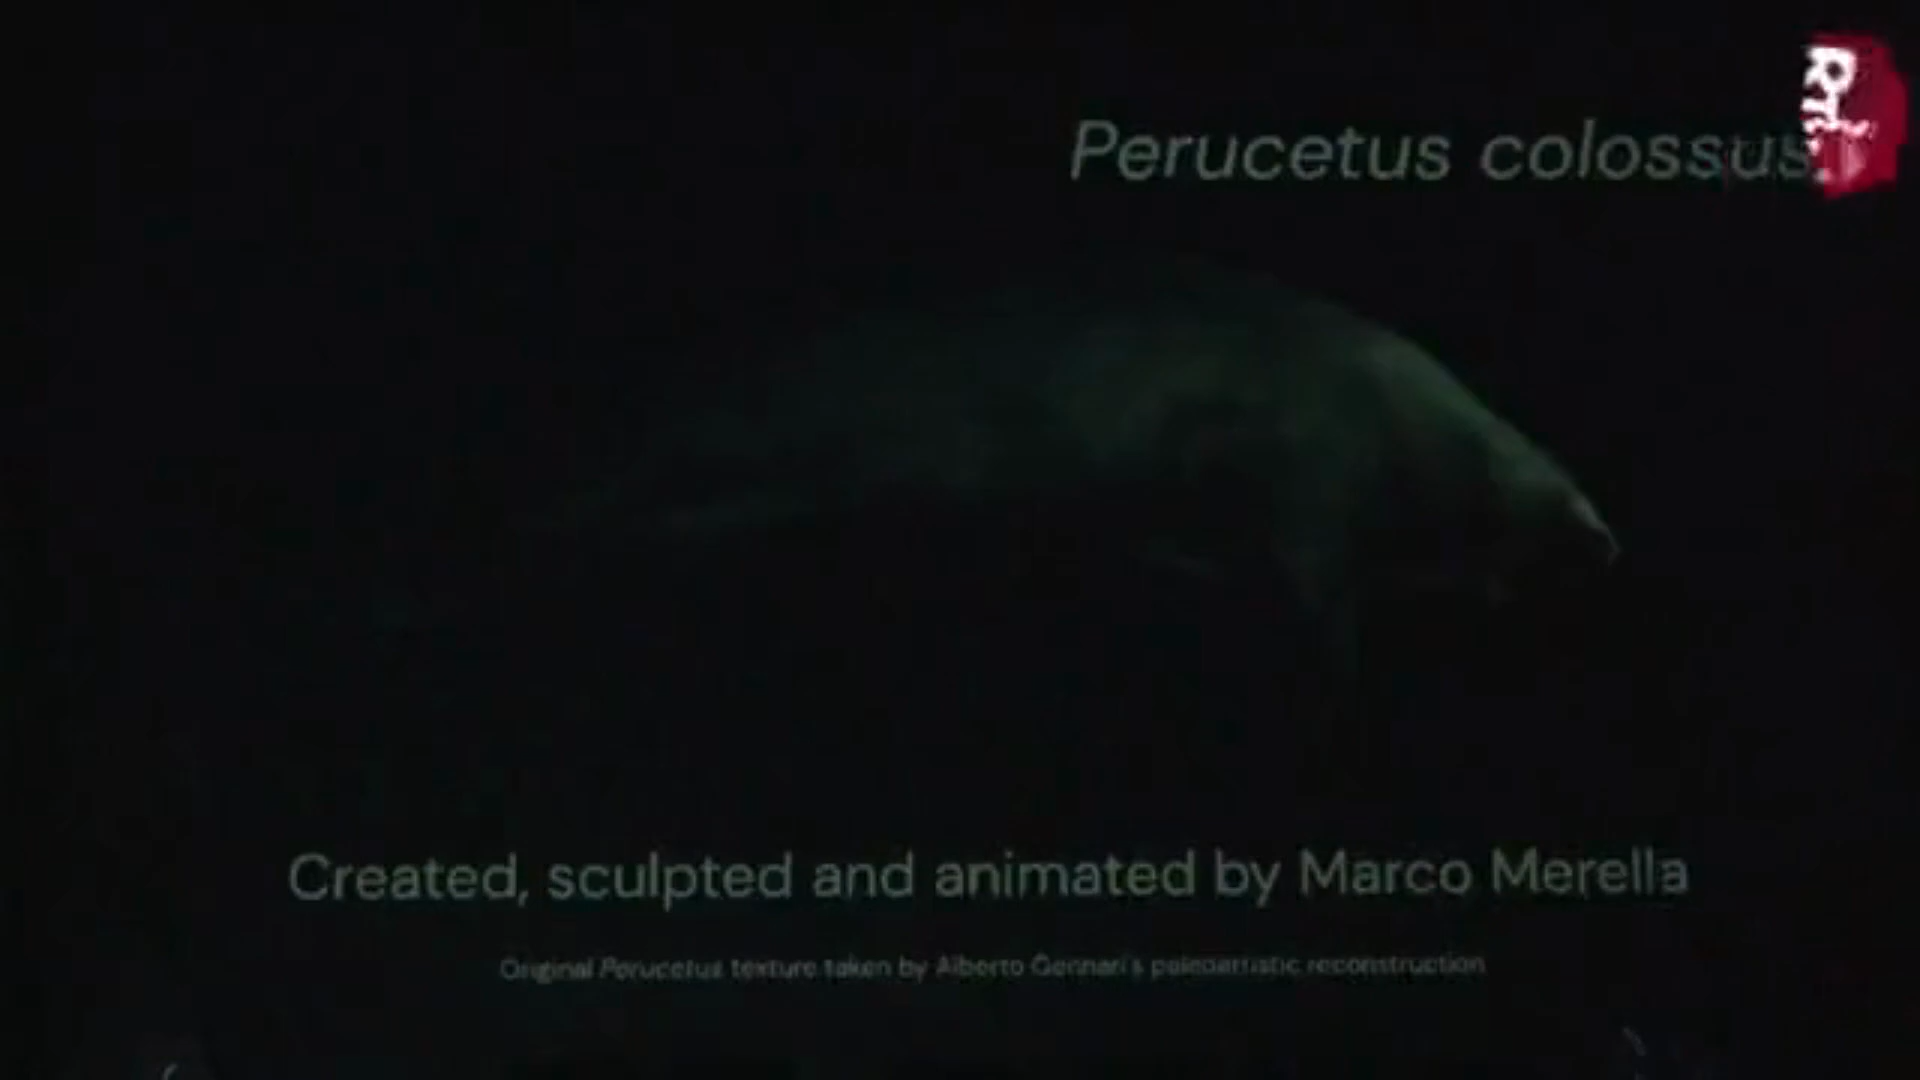 Perucetus colossus
Created, sculpted and animated by Marco Merella
Original Perucetus texture taken by Alberto Gennari's paleoartistic reconstruction